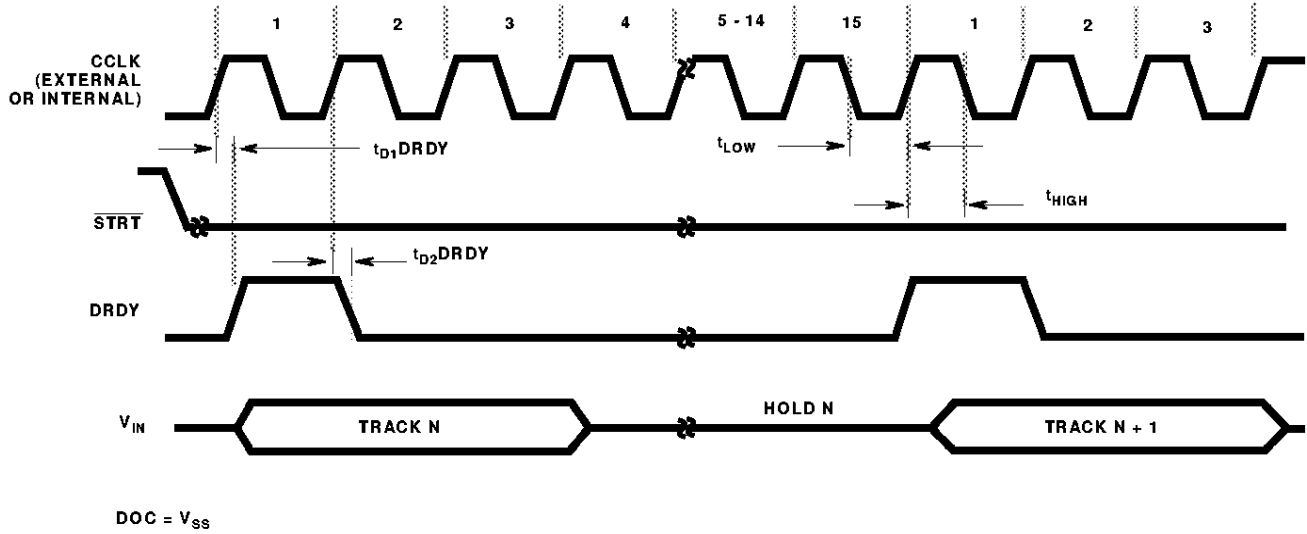 1 2 3 4 5 - 14 15 1 2 3
CCLK
(EXTERNAL
OR INTERNAL)
tD1DRDY
tLOW
tHIGH
STRT
tD2DRDY
DRDY
HOLD N
VIN
TRACK N
TRACK N + 1
DOC = VSS